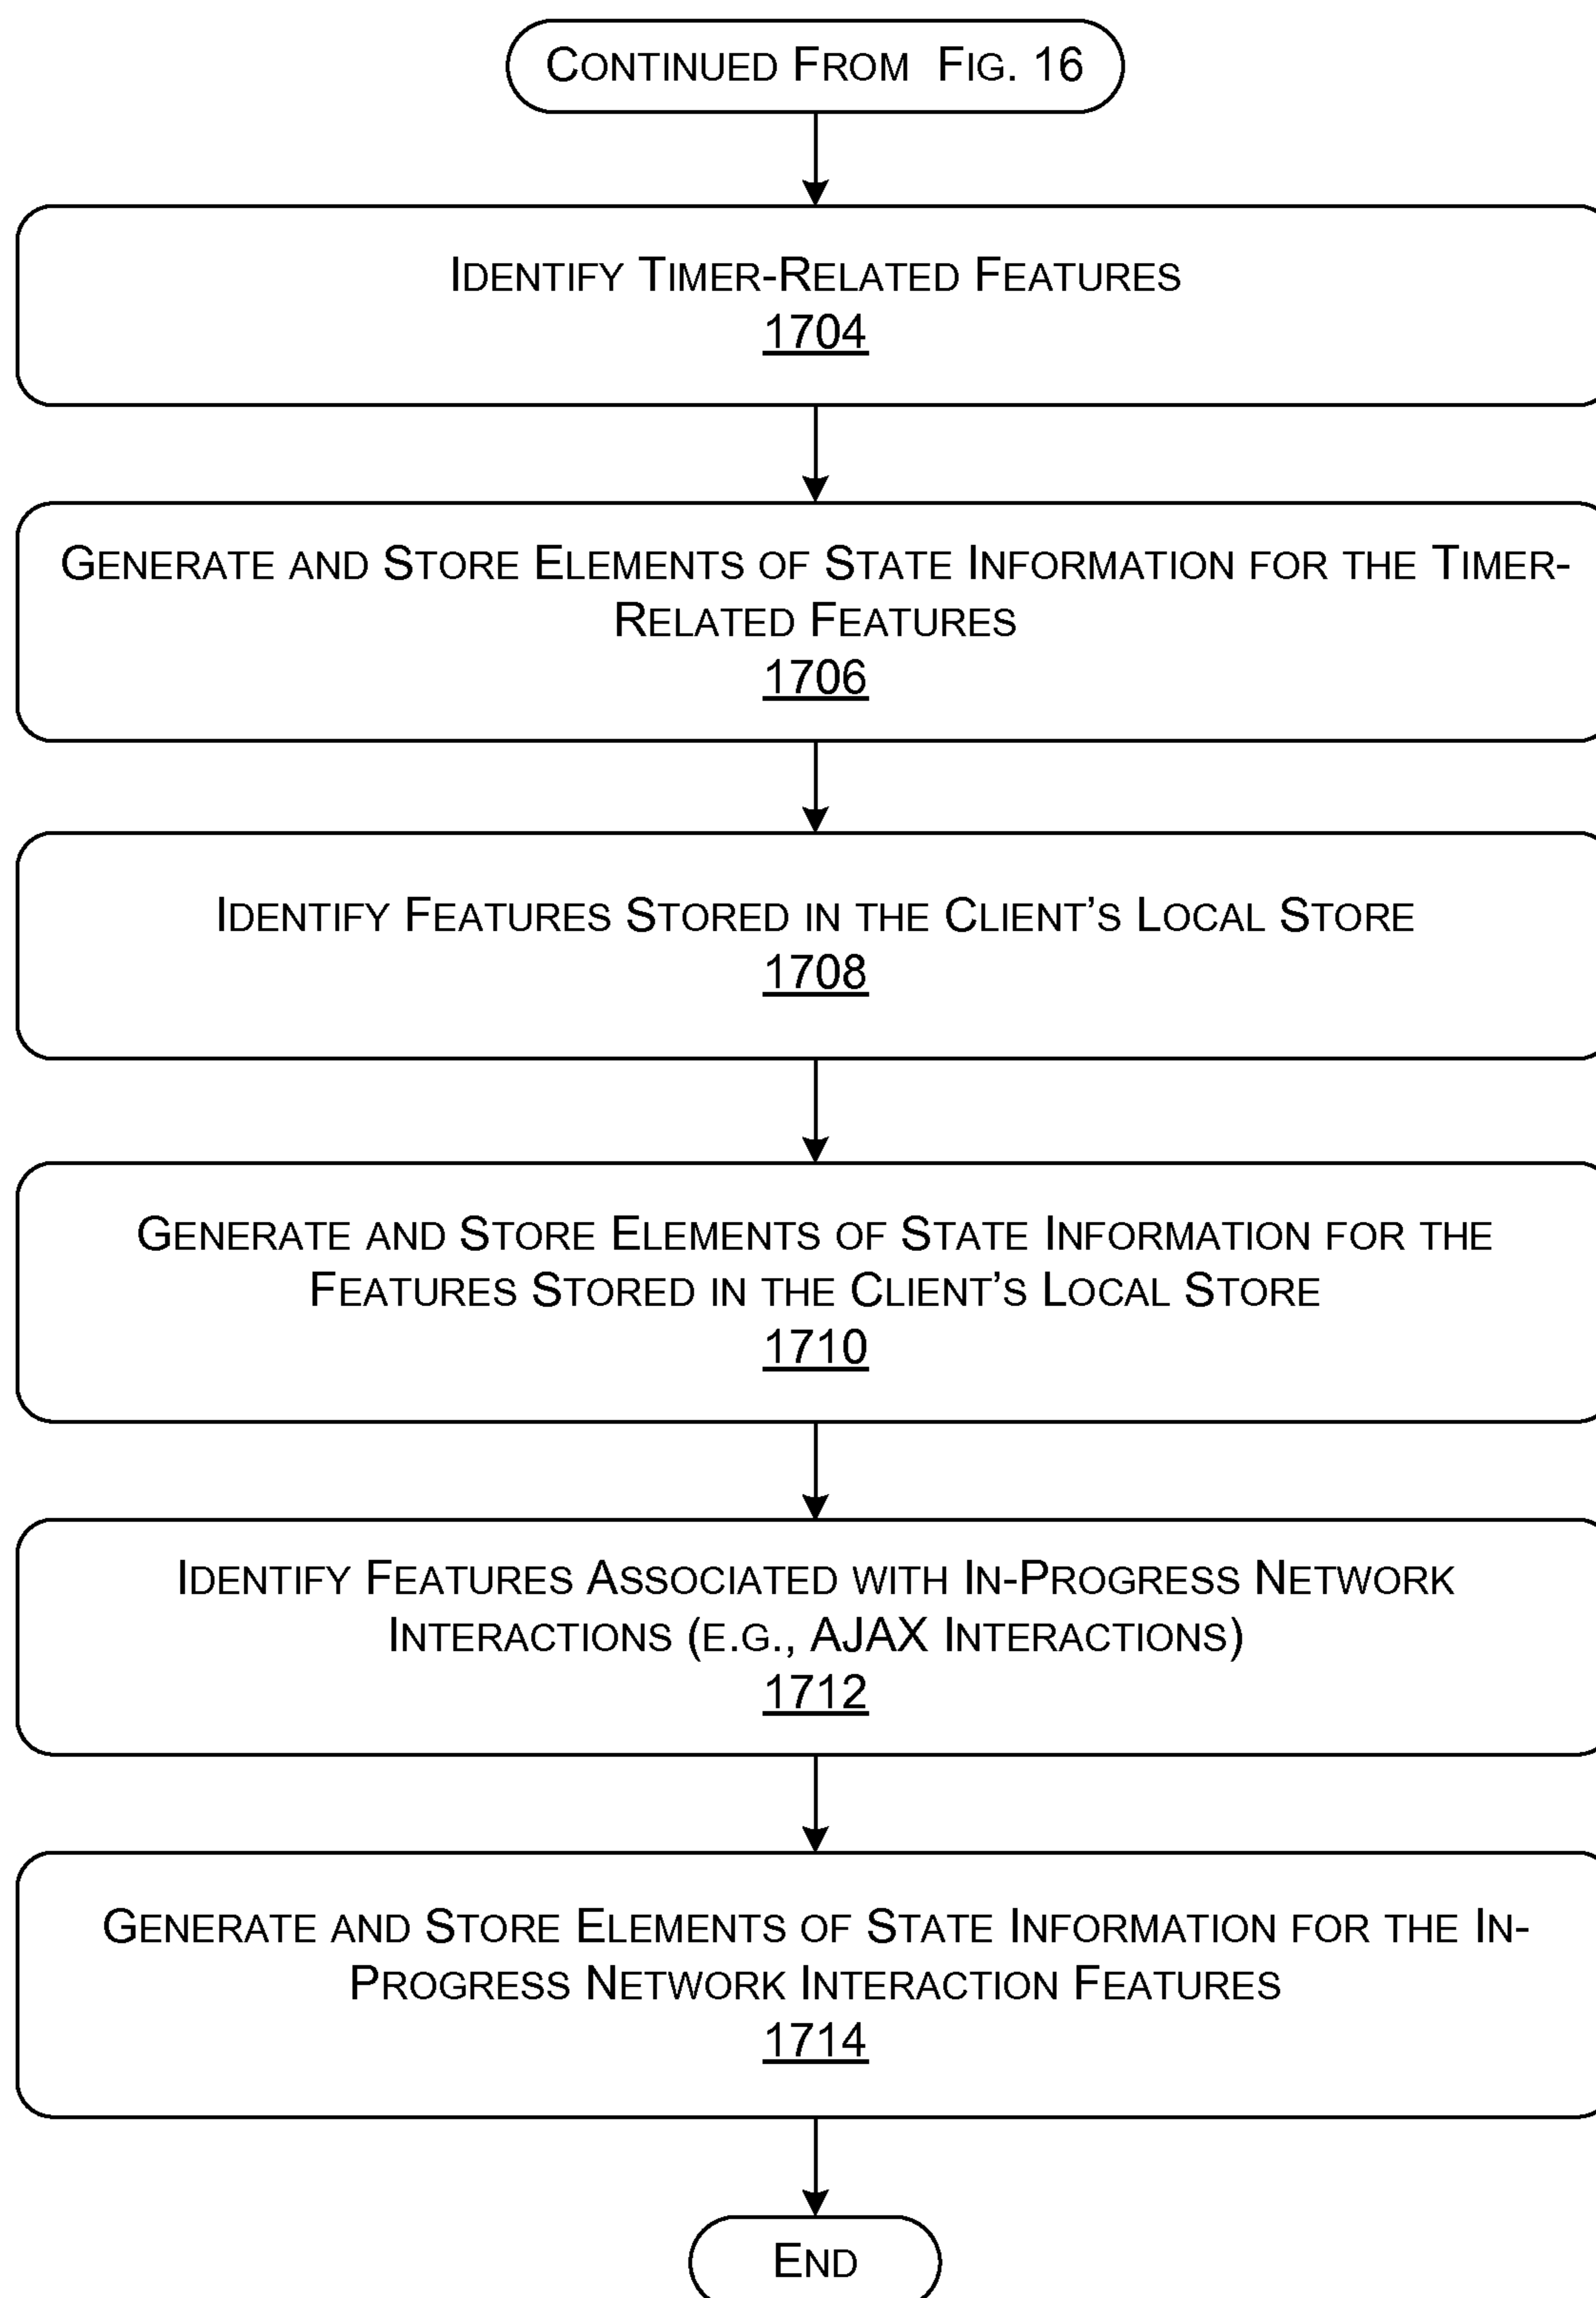 CONTINUED FROM FIG. 16
IDENTIFY TIMER-RELATED FEATURES
1704
GENERATE AND STORE ELEMENTS OF STATE INFORMATION FOR THE TIMER-
RELATED FEATURES
1706
IDENTIFY FEATURES STORED IN THE CLIENT’S LOCAL STORE
1708
GENERATE AND STORE ELEMENTS OF STATE INFORMATION FOR THE
FEATURES STORED IN THE CLIENT’S LOCAL STORE
1710
IDENTIFY FEATURES ASSOCIATED WITH IN-PROGRESS NETWORK
INTERACTIONS (E.G., AJAX INTERACTIONS)
1712
GENERATE AND STORE ELEMENTS OF STATE INFORMATION FOR THE IN-
PROGRESS NETWORK INTERACTION FEATURES
1714
END